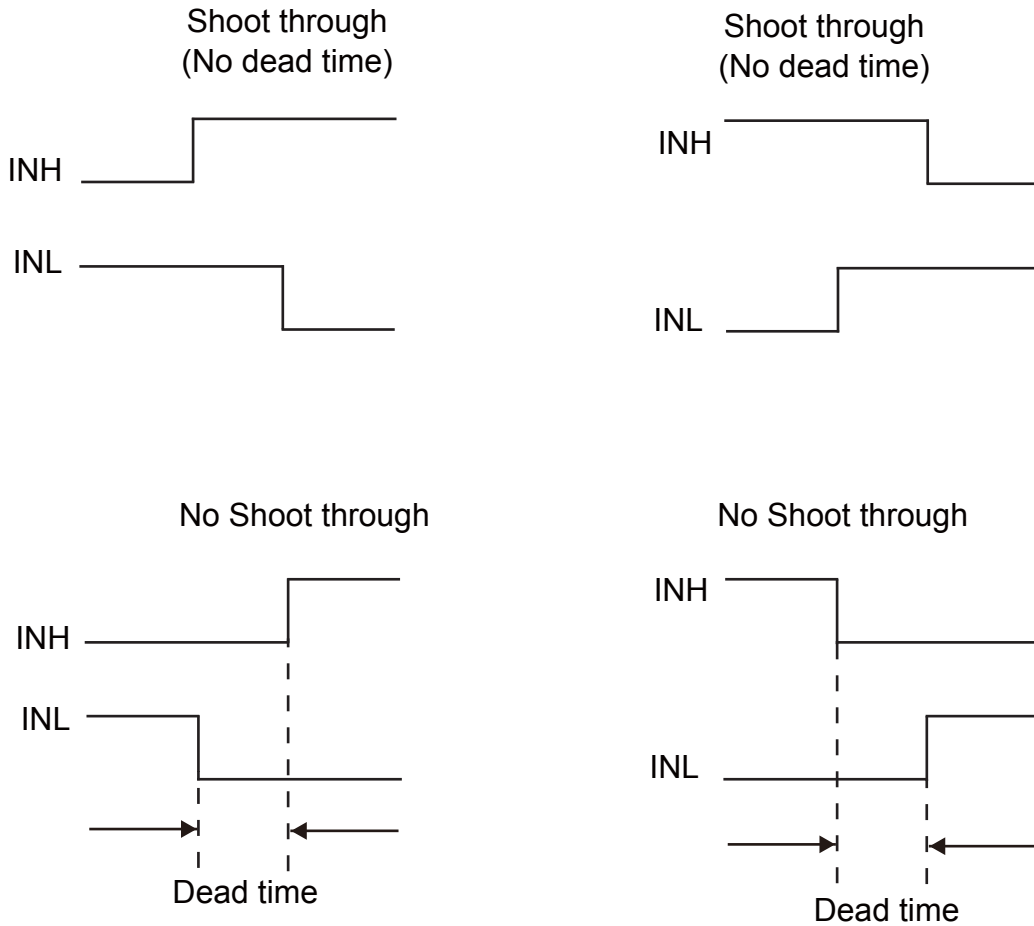 Shoot through
(No dead time)
INH
INL
Shoot through
(No dead time)
INH
INL
No Shoot through
INH
INL
Dead time
No Shoot through
INH
INL
Dead time